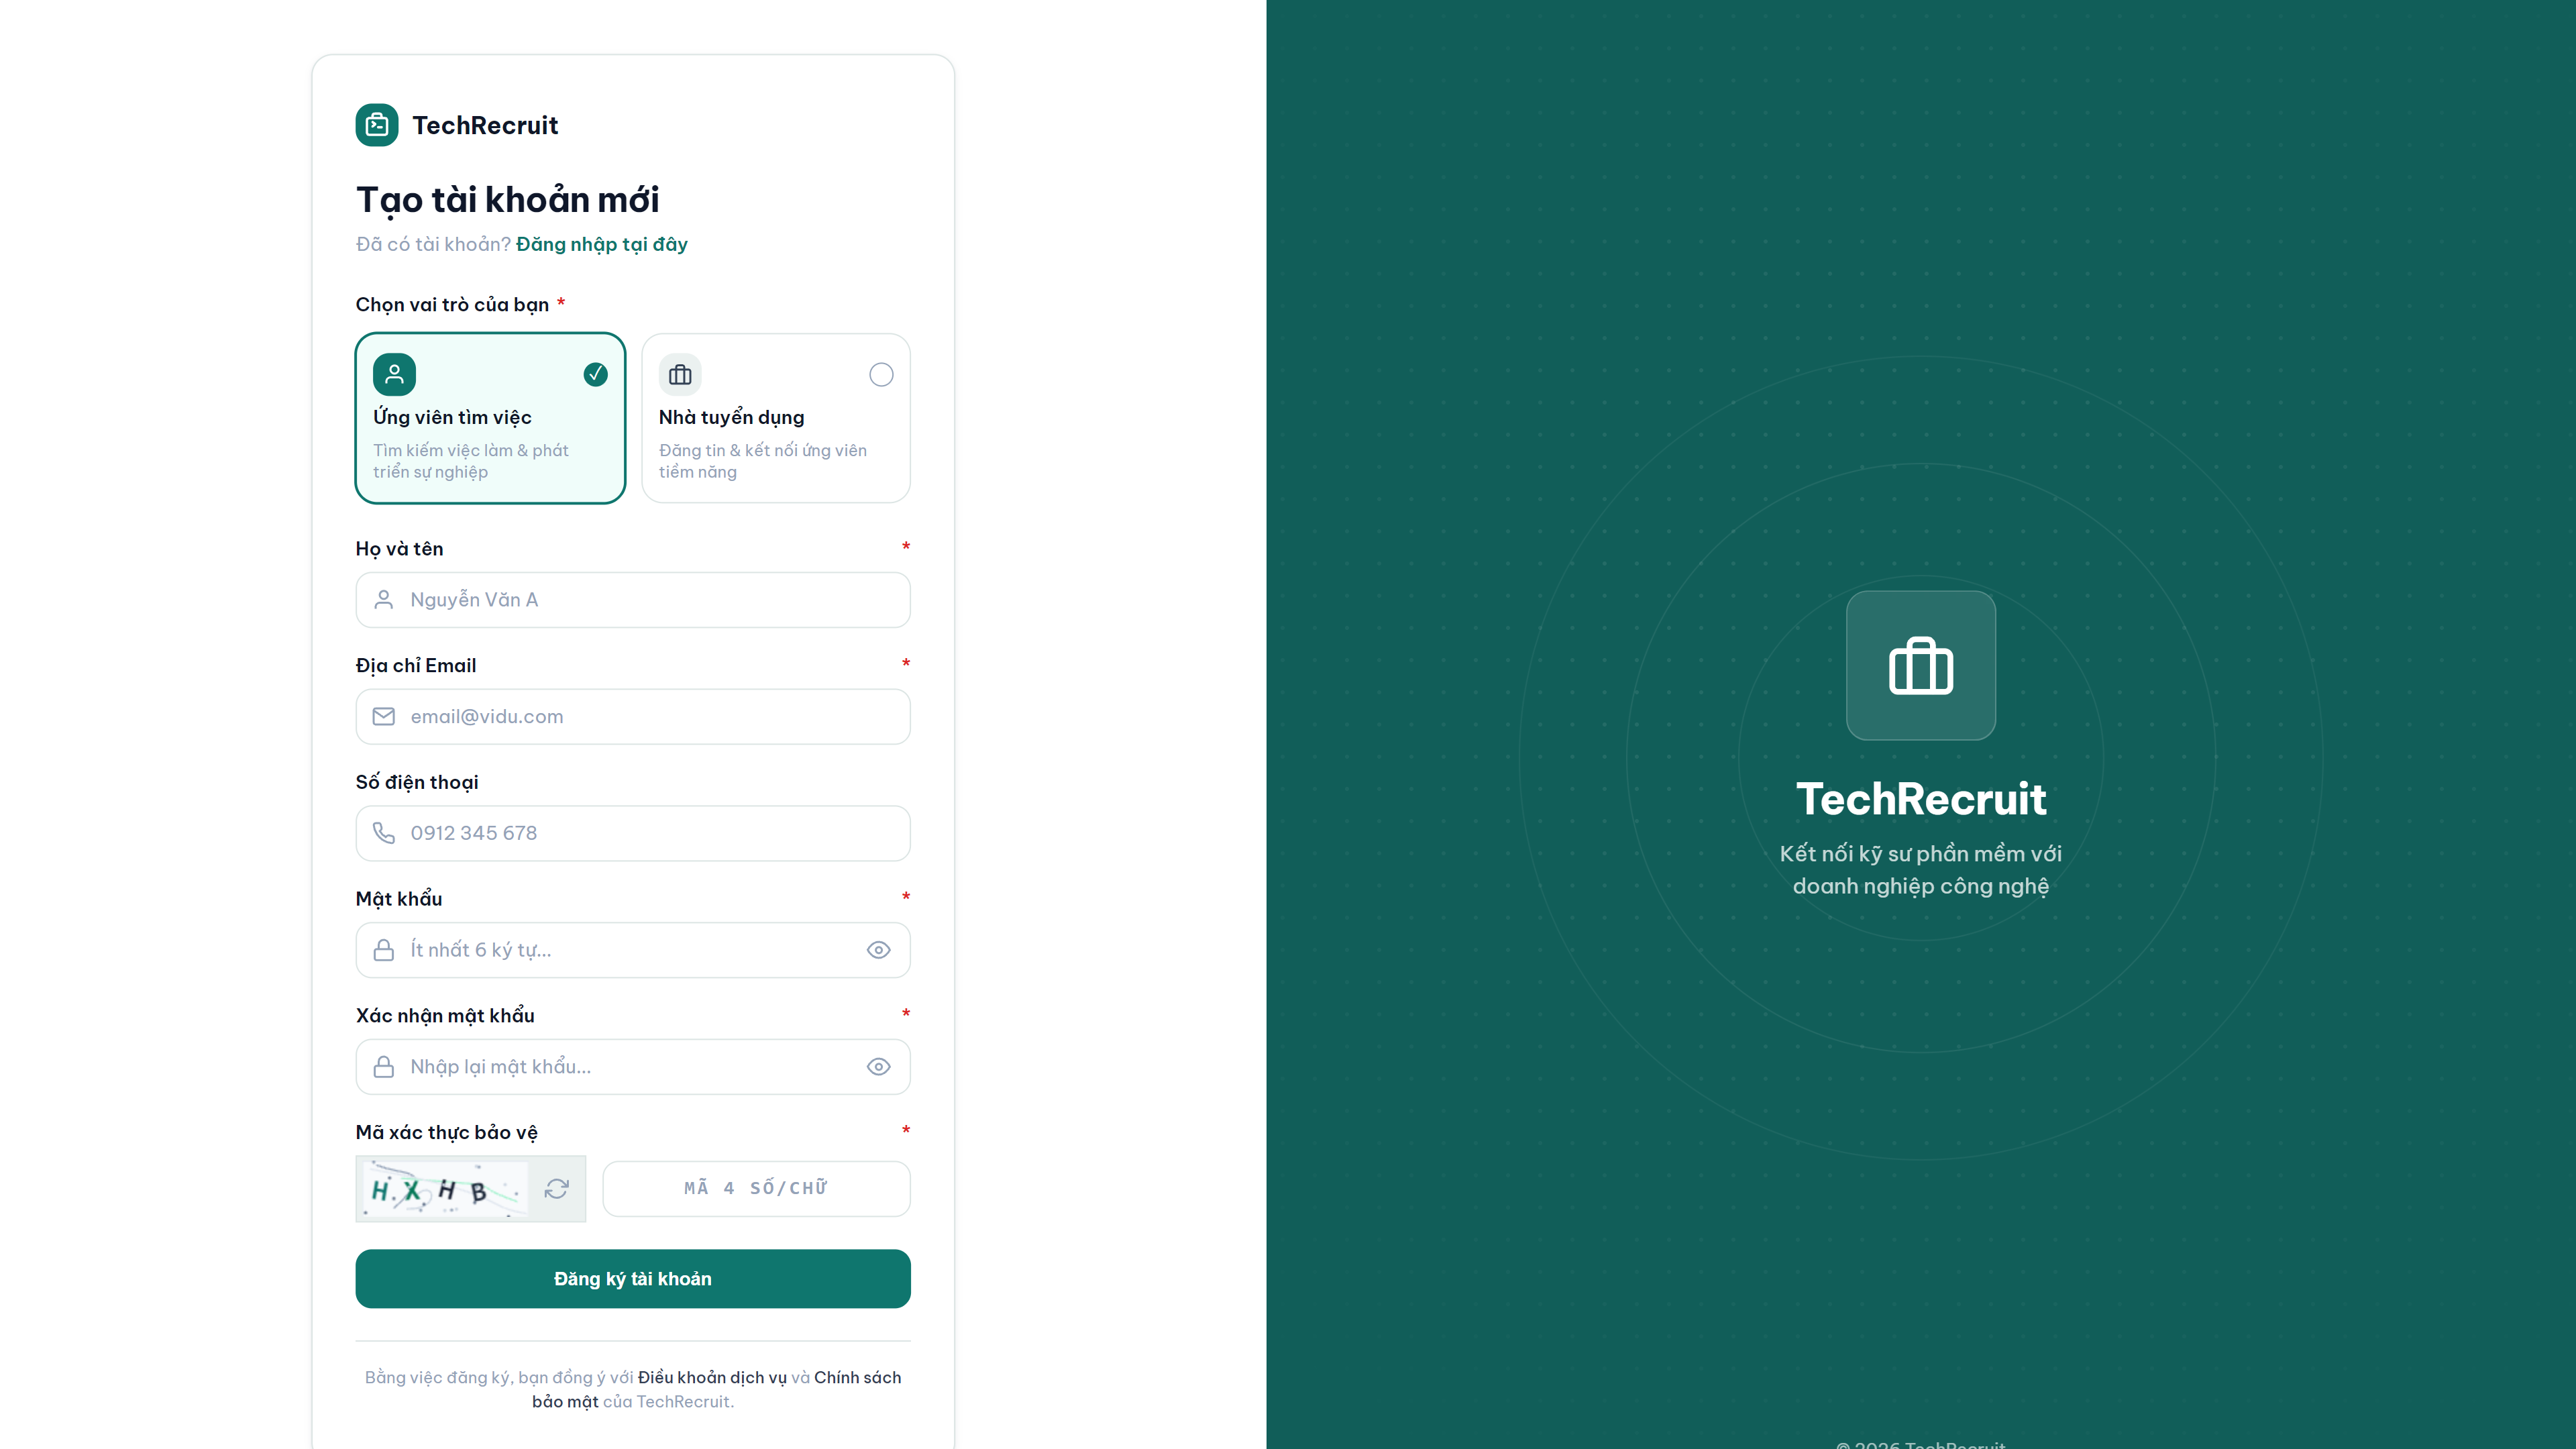 TechRecruit
Tạo tài khoản mới
Đã có tài khoản? Đăng nhập tại đây
Chọn vai trò của bạn *
Ứng viên tìm việc
Tìm kiếm việc làm & phát
triển sự nghiệp
Nhà tuyển dụng
Đăng tin & kết nối ứng viên
tiềm năng
Họ và tên *
Nguyễn Văn A
Địa chỉ Email *
email@vidu.com
Số điện thoại
0912 345 678
Mật khẩu *
Ít nhất 6 ký tự...
Xác nhận mật khẩu *
Nhập lại mật khẩu...
Mã xác thực bảo vệ *
H X H B
MÃ 4 SỐ/CHỮ
Đăng ký tài khoản
Bằng việc đăng ký, bạn đồng ý với Điều khoản dịch vụ và Chính sách
bảo mật của TechRecruit.
TechRecruit
Kết nối kỹ sư phần mềm với
doanh nghiệp công nghệ
© 2026 TechRecruit